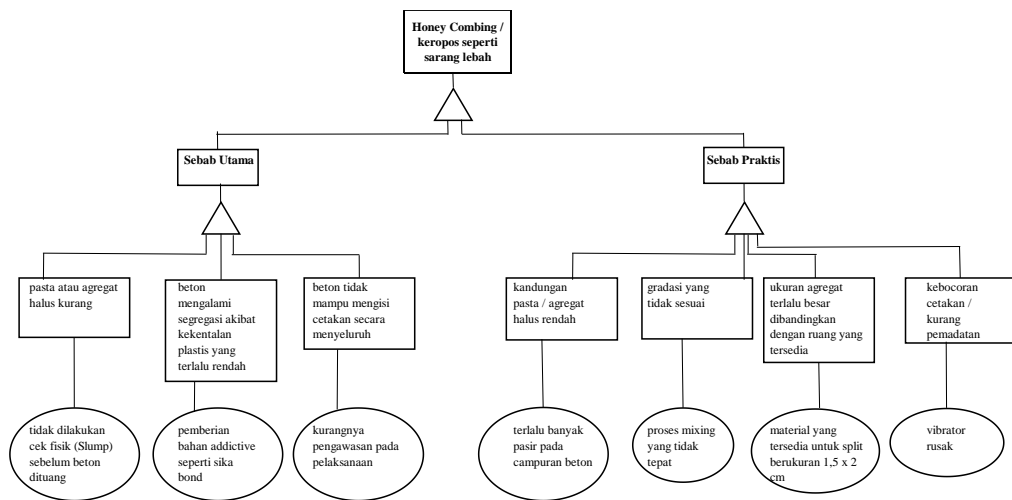 Honey Combing /
keropos seperti
sarang lebah
Sebab Utama
Sebab Praktis
pasta atau agregat
halus kurang
beton
mengalami
segregasi akibat
kekentalan
plastis yang
terlalu rendah
beton tidak
mampu mengisi
cetakan secara
menyeluruh
kandungan
pasta / agregat
halus rendah
gradasi yang
tidak sesuai
ukuran agregat
terlalu besar
dibandingkan
dengan ruang yang
tersedia
kebocoran
cetakan /
kurang
pemadatan
tidak dilakukan
cek fisik (Slump)
sebelum beton
dituang
pemberian
bahan addictive
seperti sika
bond
kurangnya
pengawasan pada
pelaksanaan
terlalu banyak
pasir pada
campuran beton
proses mixing
yang tidak
tepat
material yang
tersedia untuk split
berukuran 1,5 x 2
cm
vibrator
rusak